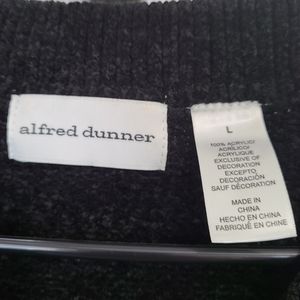 alfred dunner
L
100% ACRYLIC/
ACRÍLICO/
ACRYLIQUE
EXCLUSIVE OF
DECORATION
EXCEPTO
DECORACIÓN
SAUF DÉCORATION
MADE IN
CHINA
HECHO EN CHINA
FABRIQUÉ EN CHINE